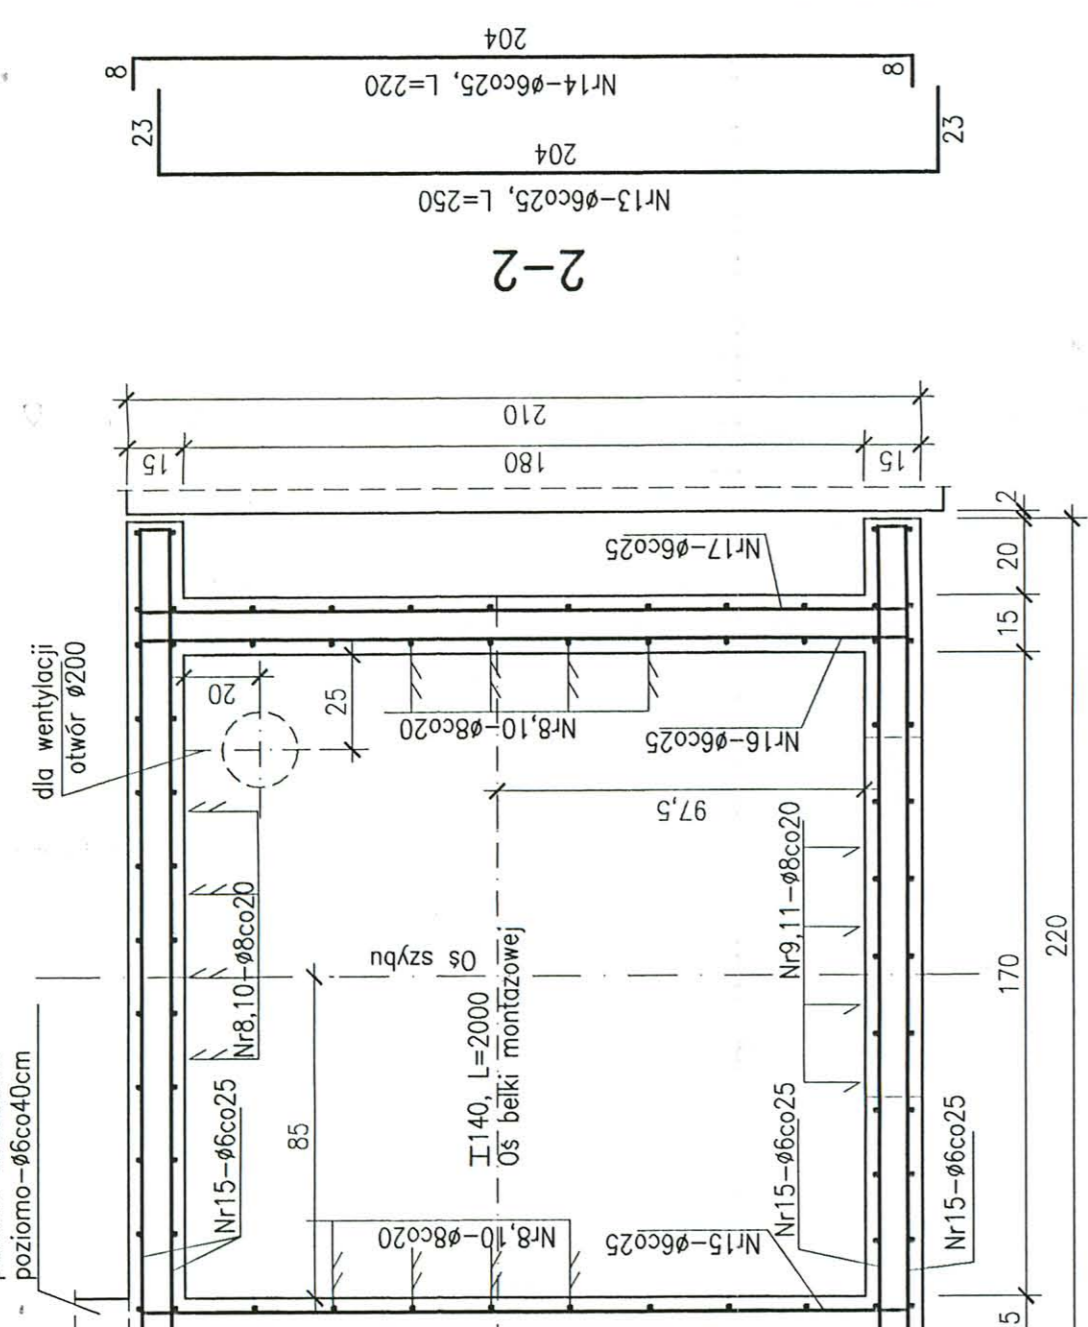 204
8
8
Nr14-ø6co25, L=220
23
23
204
Nr13-ø6co25, L=250
2-2
210
15
180
15
2
Nr17-ø6co25
20
15
dla wentylacji
otwór ø200
20
25
Nr8,10-ø8co20
Nr16-ø6co25
97,5
Nr8,10-ø8co20
Nr9,11-ø8co20
Oś szybu
170
220
I140, L=2000
Oś belki montażowej
poziomo-ø6co40cm
Nr15-ø6co25
85
Nr15-ø6co25
Nr15-ø6co25
Nr8,10-ø8co20
Nr15-ø6co25